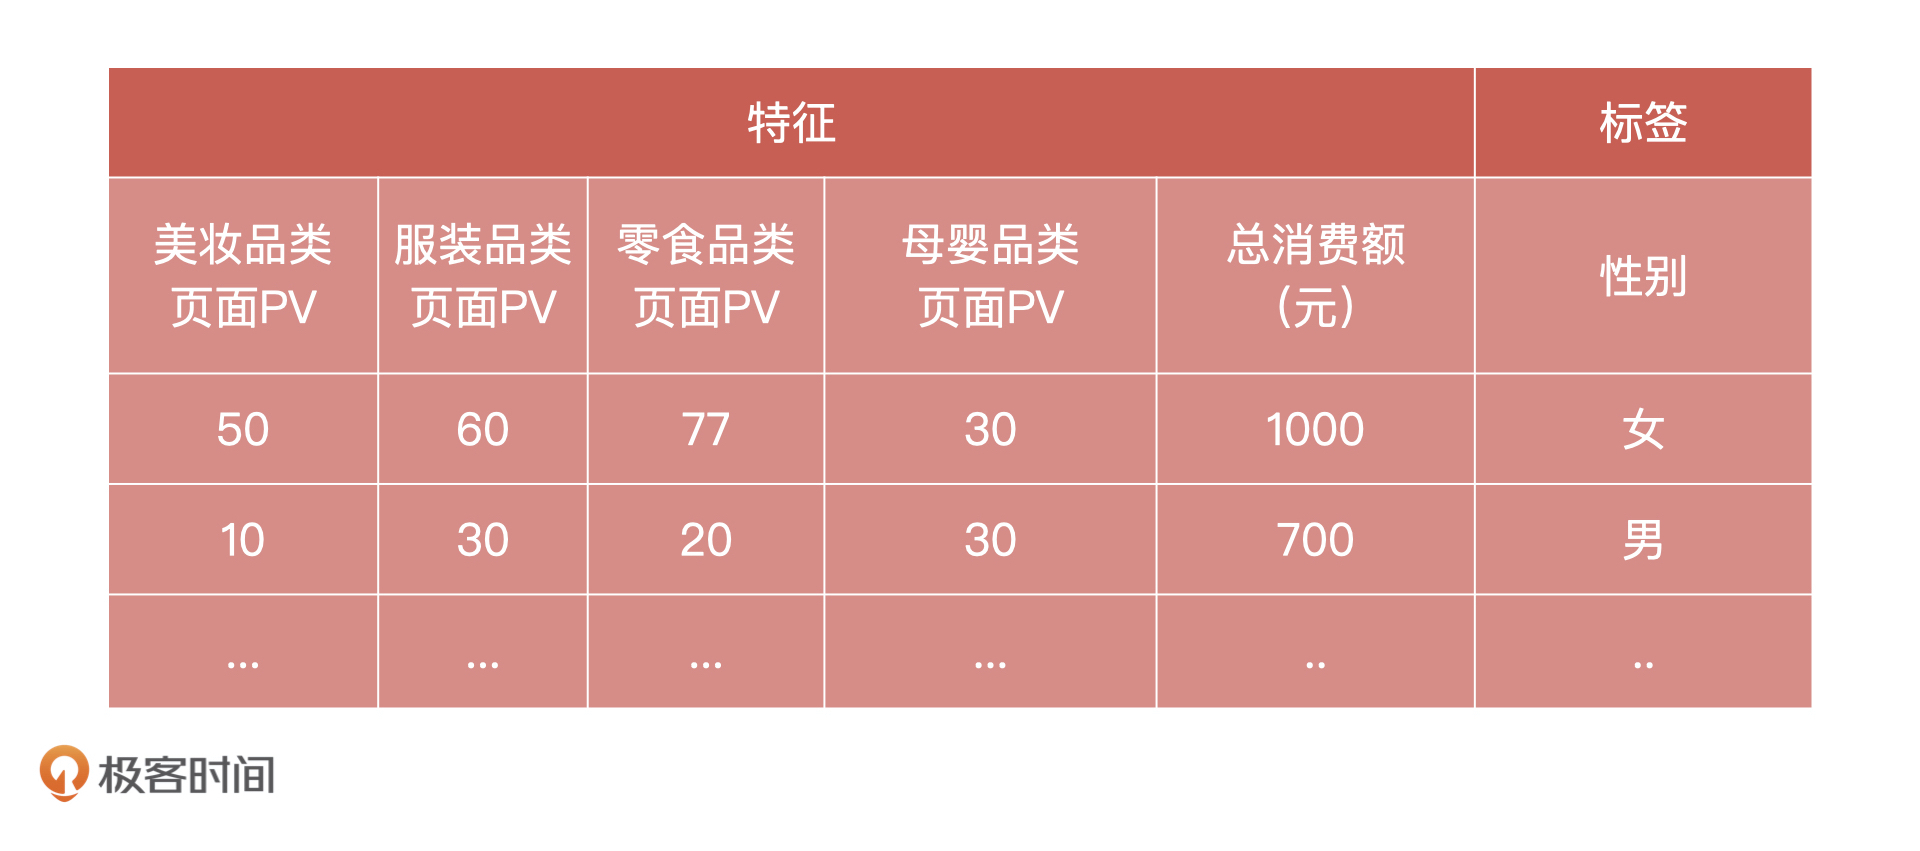 特征 标签
美妆品类 服装品类 零食品类 母婴品类 总消费额 性别
页面PV 页面PV 页面PV 页面PV （元）
50 60 77 30 1000 女
10 30 20 30 700 男
... ... ... ... .. ..
极客时间